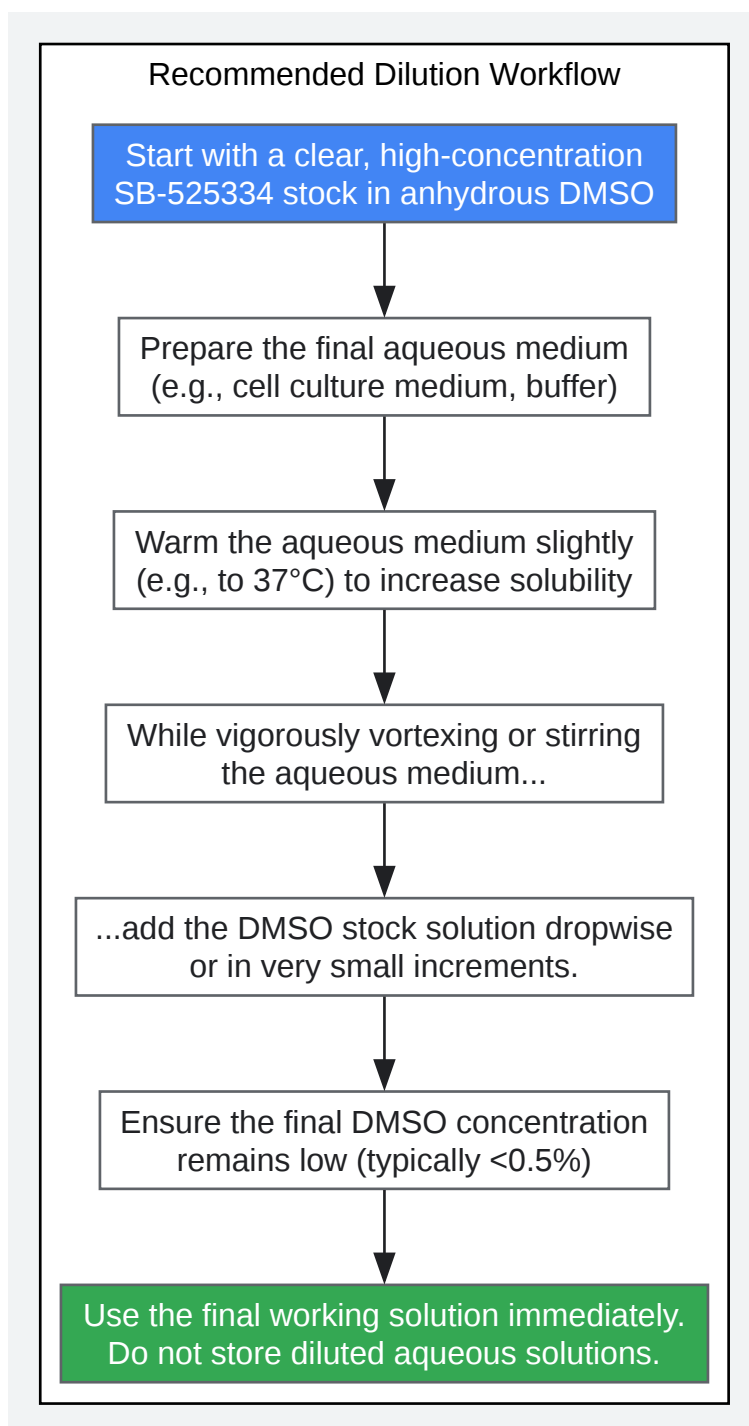 Recommended Dilution Workflow
Start with a clear, high-concentration
SB-525334 stock in anhydrous DMSO
Prepare the final aqueous medium
(e.g., cell culture medium, buffer)
Warm the aqueous medium slightly
(e.g., to 37°C) to increase solubility
While vigorously vortexing or stirring
the aqueous medium...
...add the DMSO stock solution dropwise
or in very small increments.
Ensure the final DMSO concentration
remains low (typically <0.5%)
Use the final working solution immediately.
Do not store diluted aqueous solutions.